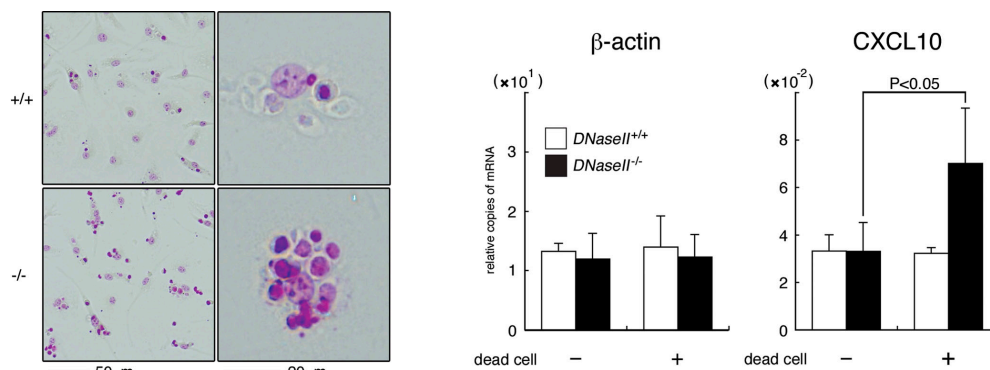 +/+
-/-
β-actin
(×10¹)
3
2
1
0
relative copies of mRNA
DNaseII+/+
DNaseII-/-
dead cell − +
CXCL10
(×10⁻²)
P<0.05
8
6
4
2
0
dead cell − +